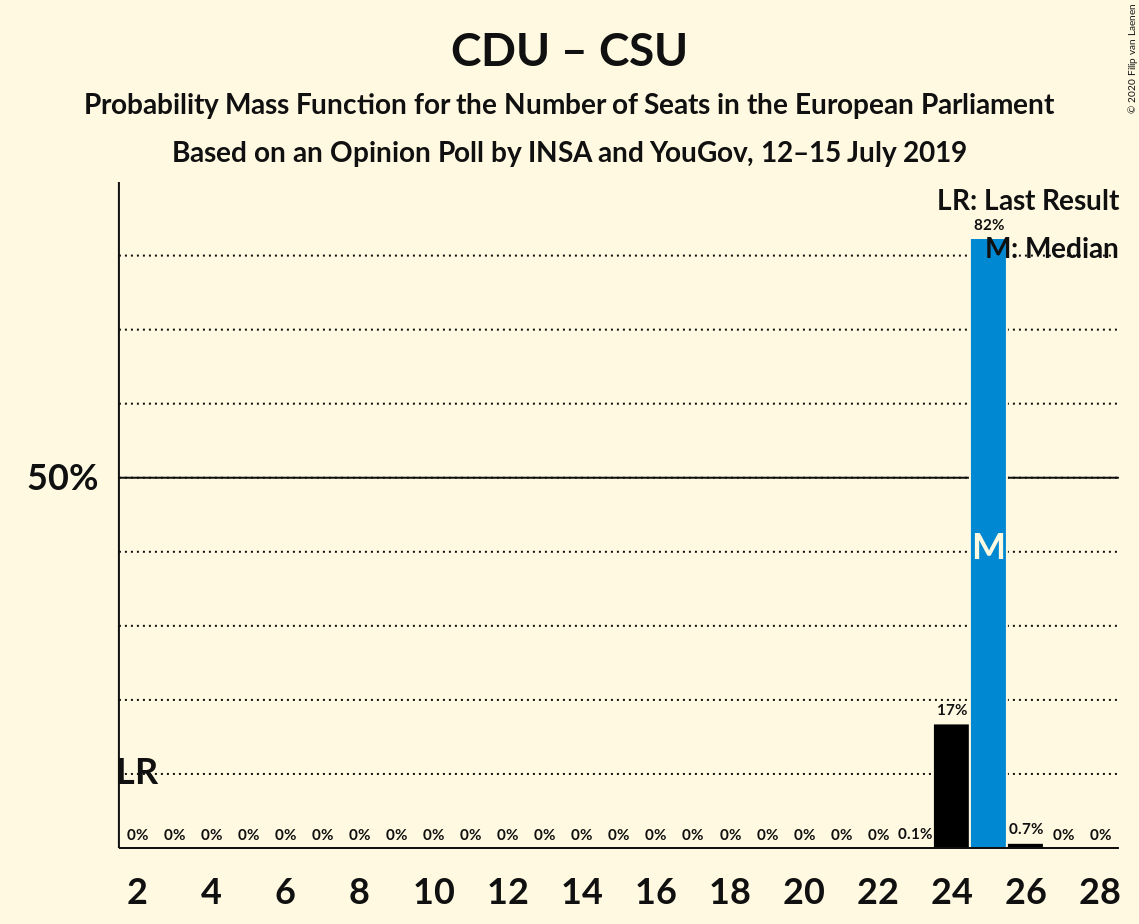 © 2020 Filip van Laenen
CDU – CSU
Probability Mass Function for the Number of Seats in the European Parliament
Based on an Opinion Poll by INSA and YouGov, 12–15 July 2019
LR: Last Result
82%
M: Median
50%
M
17%
LR
0% 0% 0% 0% 0% 0% 0% 0% 0% 0% 0% 0% 0% 0% 0% 0% 0% 0% 0% 0% 0% 0.1% 0.7% 0% 0%
2 4 6 8 10 12 14 16 18 20 22 24 26 28